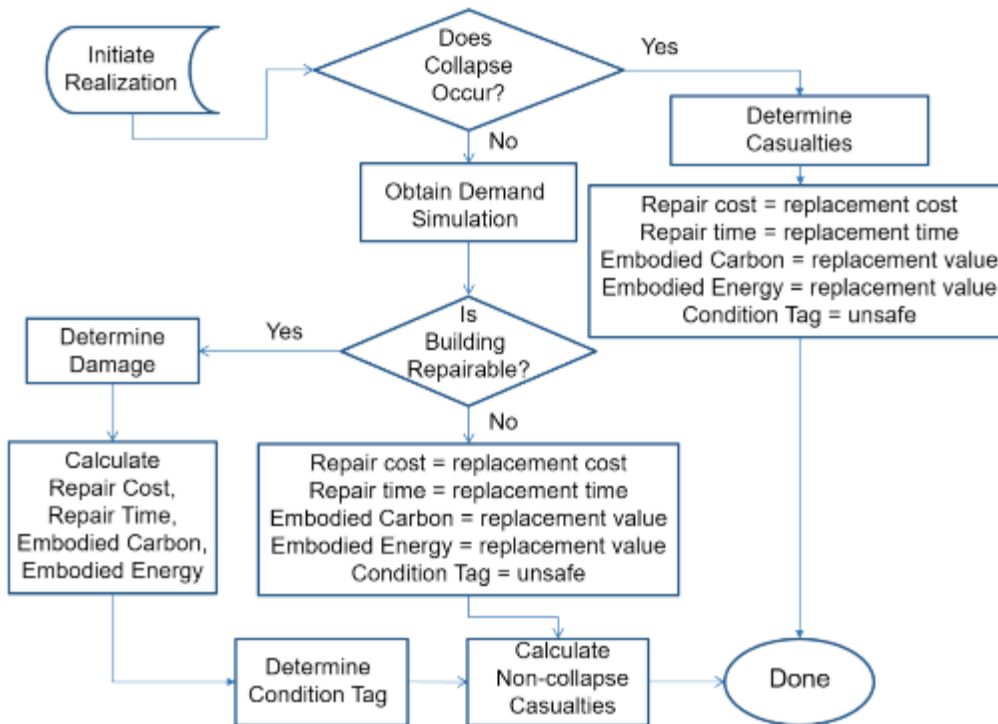 Initiate
Realization
Does
Collapse
Occur?
Yes
Determine
Casualties
No
Obtain Demand
Simulation
Repair cost = replacement cost
Repair time = replacement time
Embodied Carbon = replacement value
Embodied Energy = replacement value
Condition Tag = unsafe
Is
Building
Repairable?
Yes
Determine
Damage
No
Calculate
Repair Cost,
Repair Time,
Embodied Carbon,
Embodied Energy
Repair cost = replacement cost
Repair time = replacement time
Embodied Carbon = replacement value
Embodied Energy = replacement value
Condition Tag = unsafe
Determine
Condition Tag
Calculate
Non-collapse
Casualties
Done